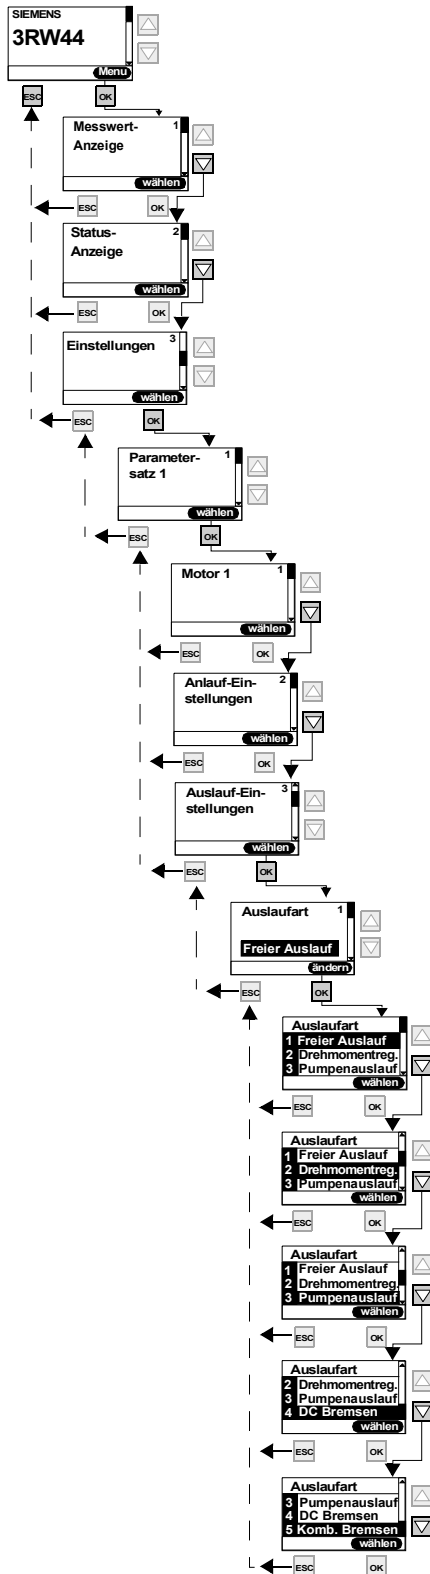 SIEMENS
3RW44
Menu
ESC
OK
Messwert-
1
Anzeige
wählen
ESC
OK
Status-
2
Anzeige
wählen
ESC
OK
Einstellungen
3
wählen
ESC
OK
Parameter-
1
satz 1
wählen
ESC
OK
Motor 1
1
wählen
ESC
OK
Anlauf-Ein-
2
stellungen
wählen
ESC
OK
Auslauf-Ein-
3
stellungen
wählen
ESC
OK
Auslaufart
1
Freier Auslauf
ändern
ESC
OK
Auslaufart
1 Freier Auslauf
2 Drehmomentreg.
3 Pumpenauslauf
wählen
ESC
OK
Auslaufart
1 Freier Auslauf
2 Drehmomentreg.
3 Pumpenauslauf
wählen
ESC
OK
Auslaufart
1 Freier Auslauf
2 Drehmomentreg.
3 Pumpenauslauf
wählen
ESC
OK
Auslaufart
2 Drehmomentreg.
3 Pumpenauslauf
4 DC Bremsen
wählen
ESC
OK
Auslaufart
3 Pumpenauslauf
4 DC Bremsen
5 Komb. Bremsen
wählen
ESC
OK